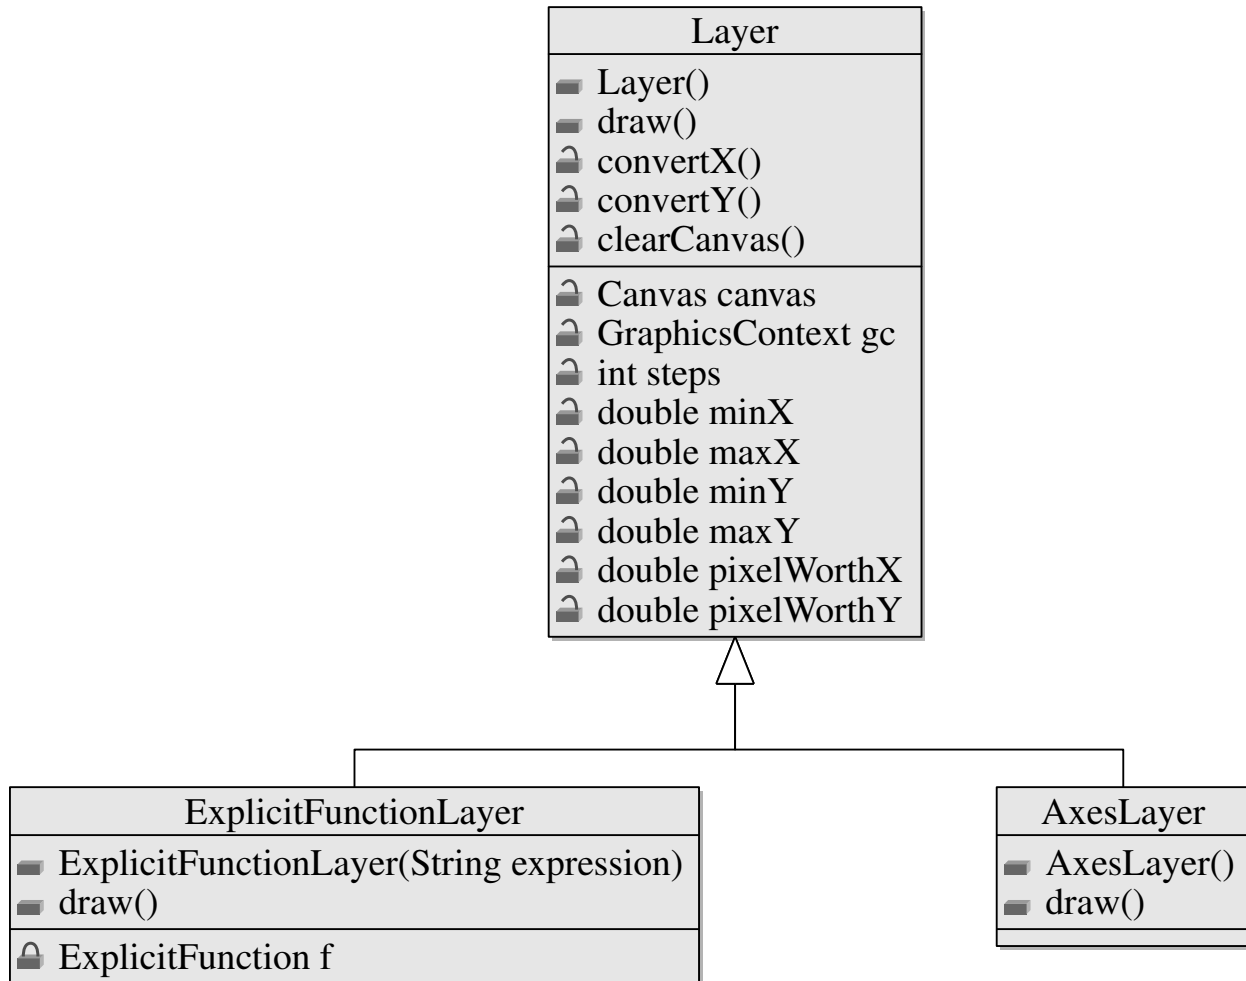 Layer
Layer()
draw()
convertX()
convertY()
clearCanvas()
Canvas canvas
GraphicsContext gc
int steps
double minX
double maxX
double minY
double maxY
double pixelWorthX
double pixelWorthY
ExplicitFunctionLayer
ExplicitFunctionLayer(String expression)
draw()
ExplicitFunction f
AxesLayer
AxesLayer()
draw()